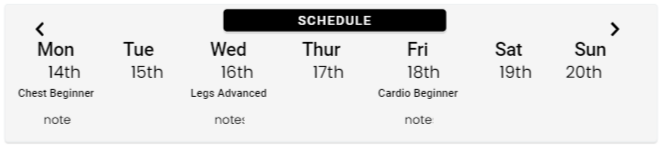 SCHEDULE
Mon Tue Wed Thur Fri Sat Sun
14th 15th 16th 17th 18th 19th 20th
Chest Beginner Legs Advanced Cardio Beginner
note notes note